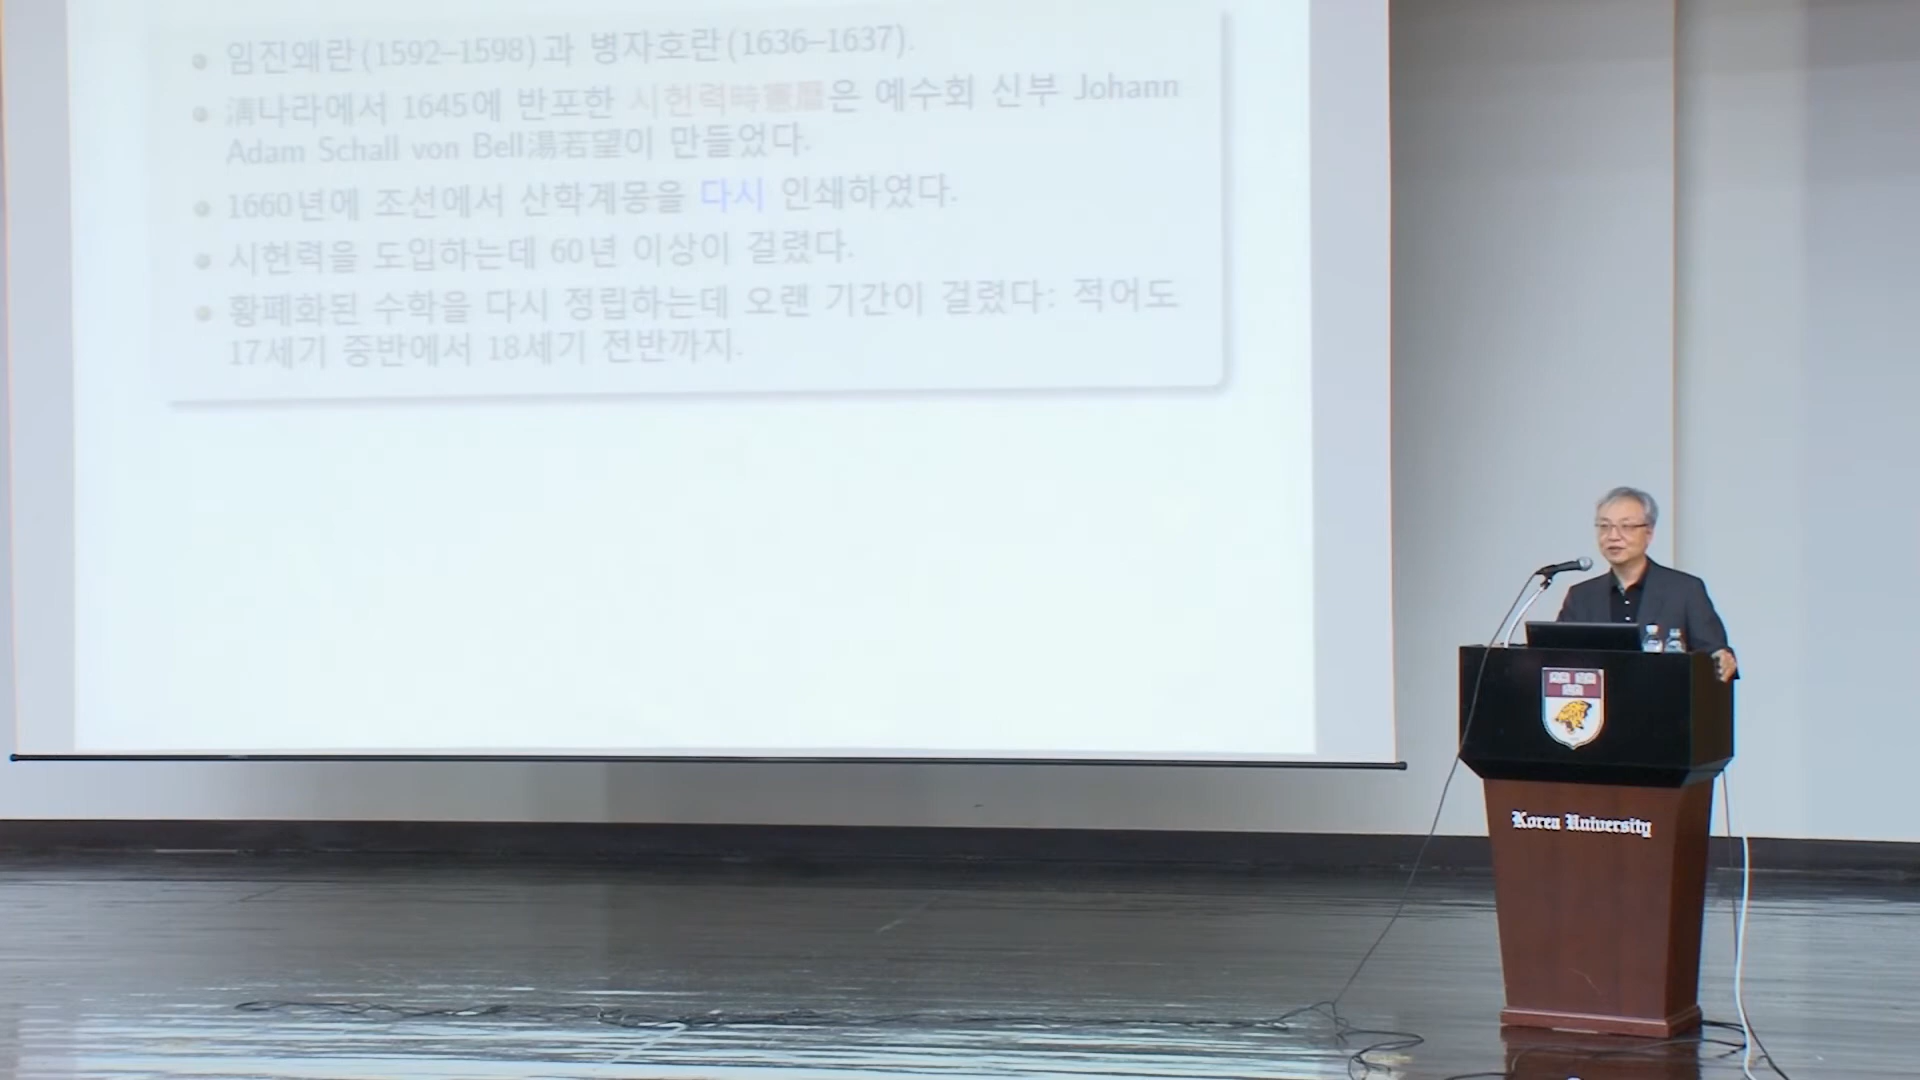 임진왜란(1592–1598)과 병자호란(1636–1637).
淸나라에서 1645에 반포한 시헌력時憲曆은 예수회 신부 Johann
Adam Schall von Bell湯若望이 만들었다.
1660년에 조선에서 산학계몽을 다시 인쇄하였다.
시헌력을 도입하는데 60년 이상이 걸렸다.
황폐화된 수학을 다시 정립하는데 오랜 기간이 걸렸다: 적어도
17세기 중반에서 18세기 전반까지.
Korea University